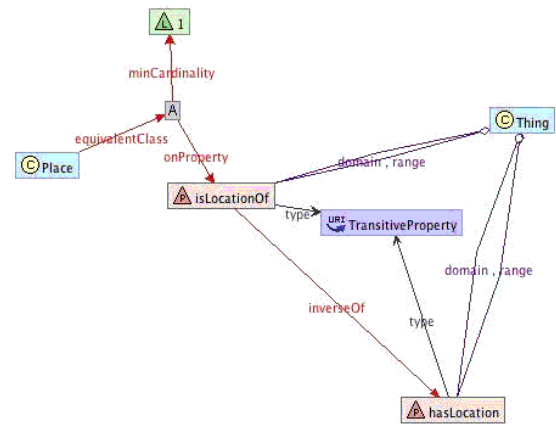 L 1
minCardinality
A
equivalentClass
C Place
onProperty
C Thing
domain , range
P isLocationOf
type
URI TransitiveProperty
domain , range
inverseOf
type
P hasLocation